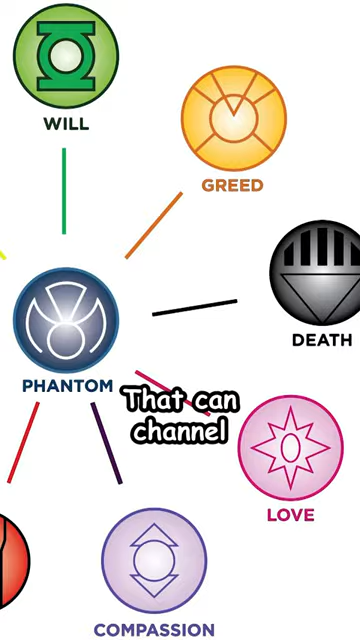 WILL
GREED
DEATH
PHANTOM
That can
channel
LOVE
COMPASSION